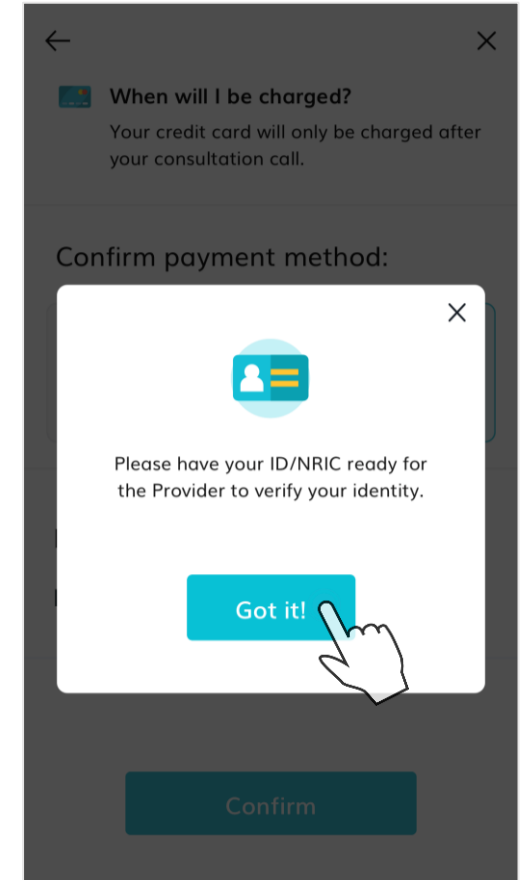 When will I be charged?
Your credit card will only be charged after
your consultation call.
Confirm payment method:
Please have your ID/NRIC ready for
the Provider to verify your identity.
Got it!
Confirm